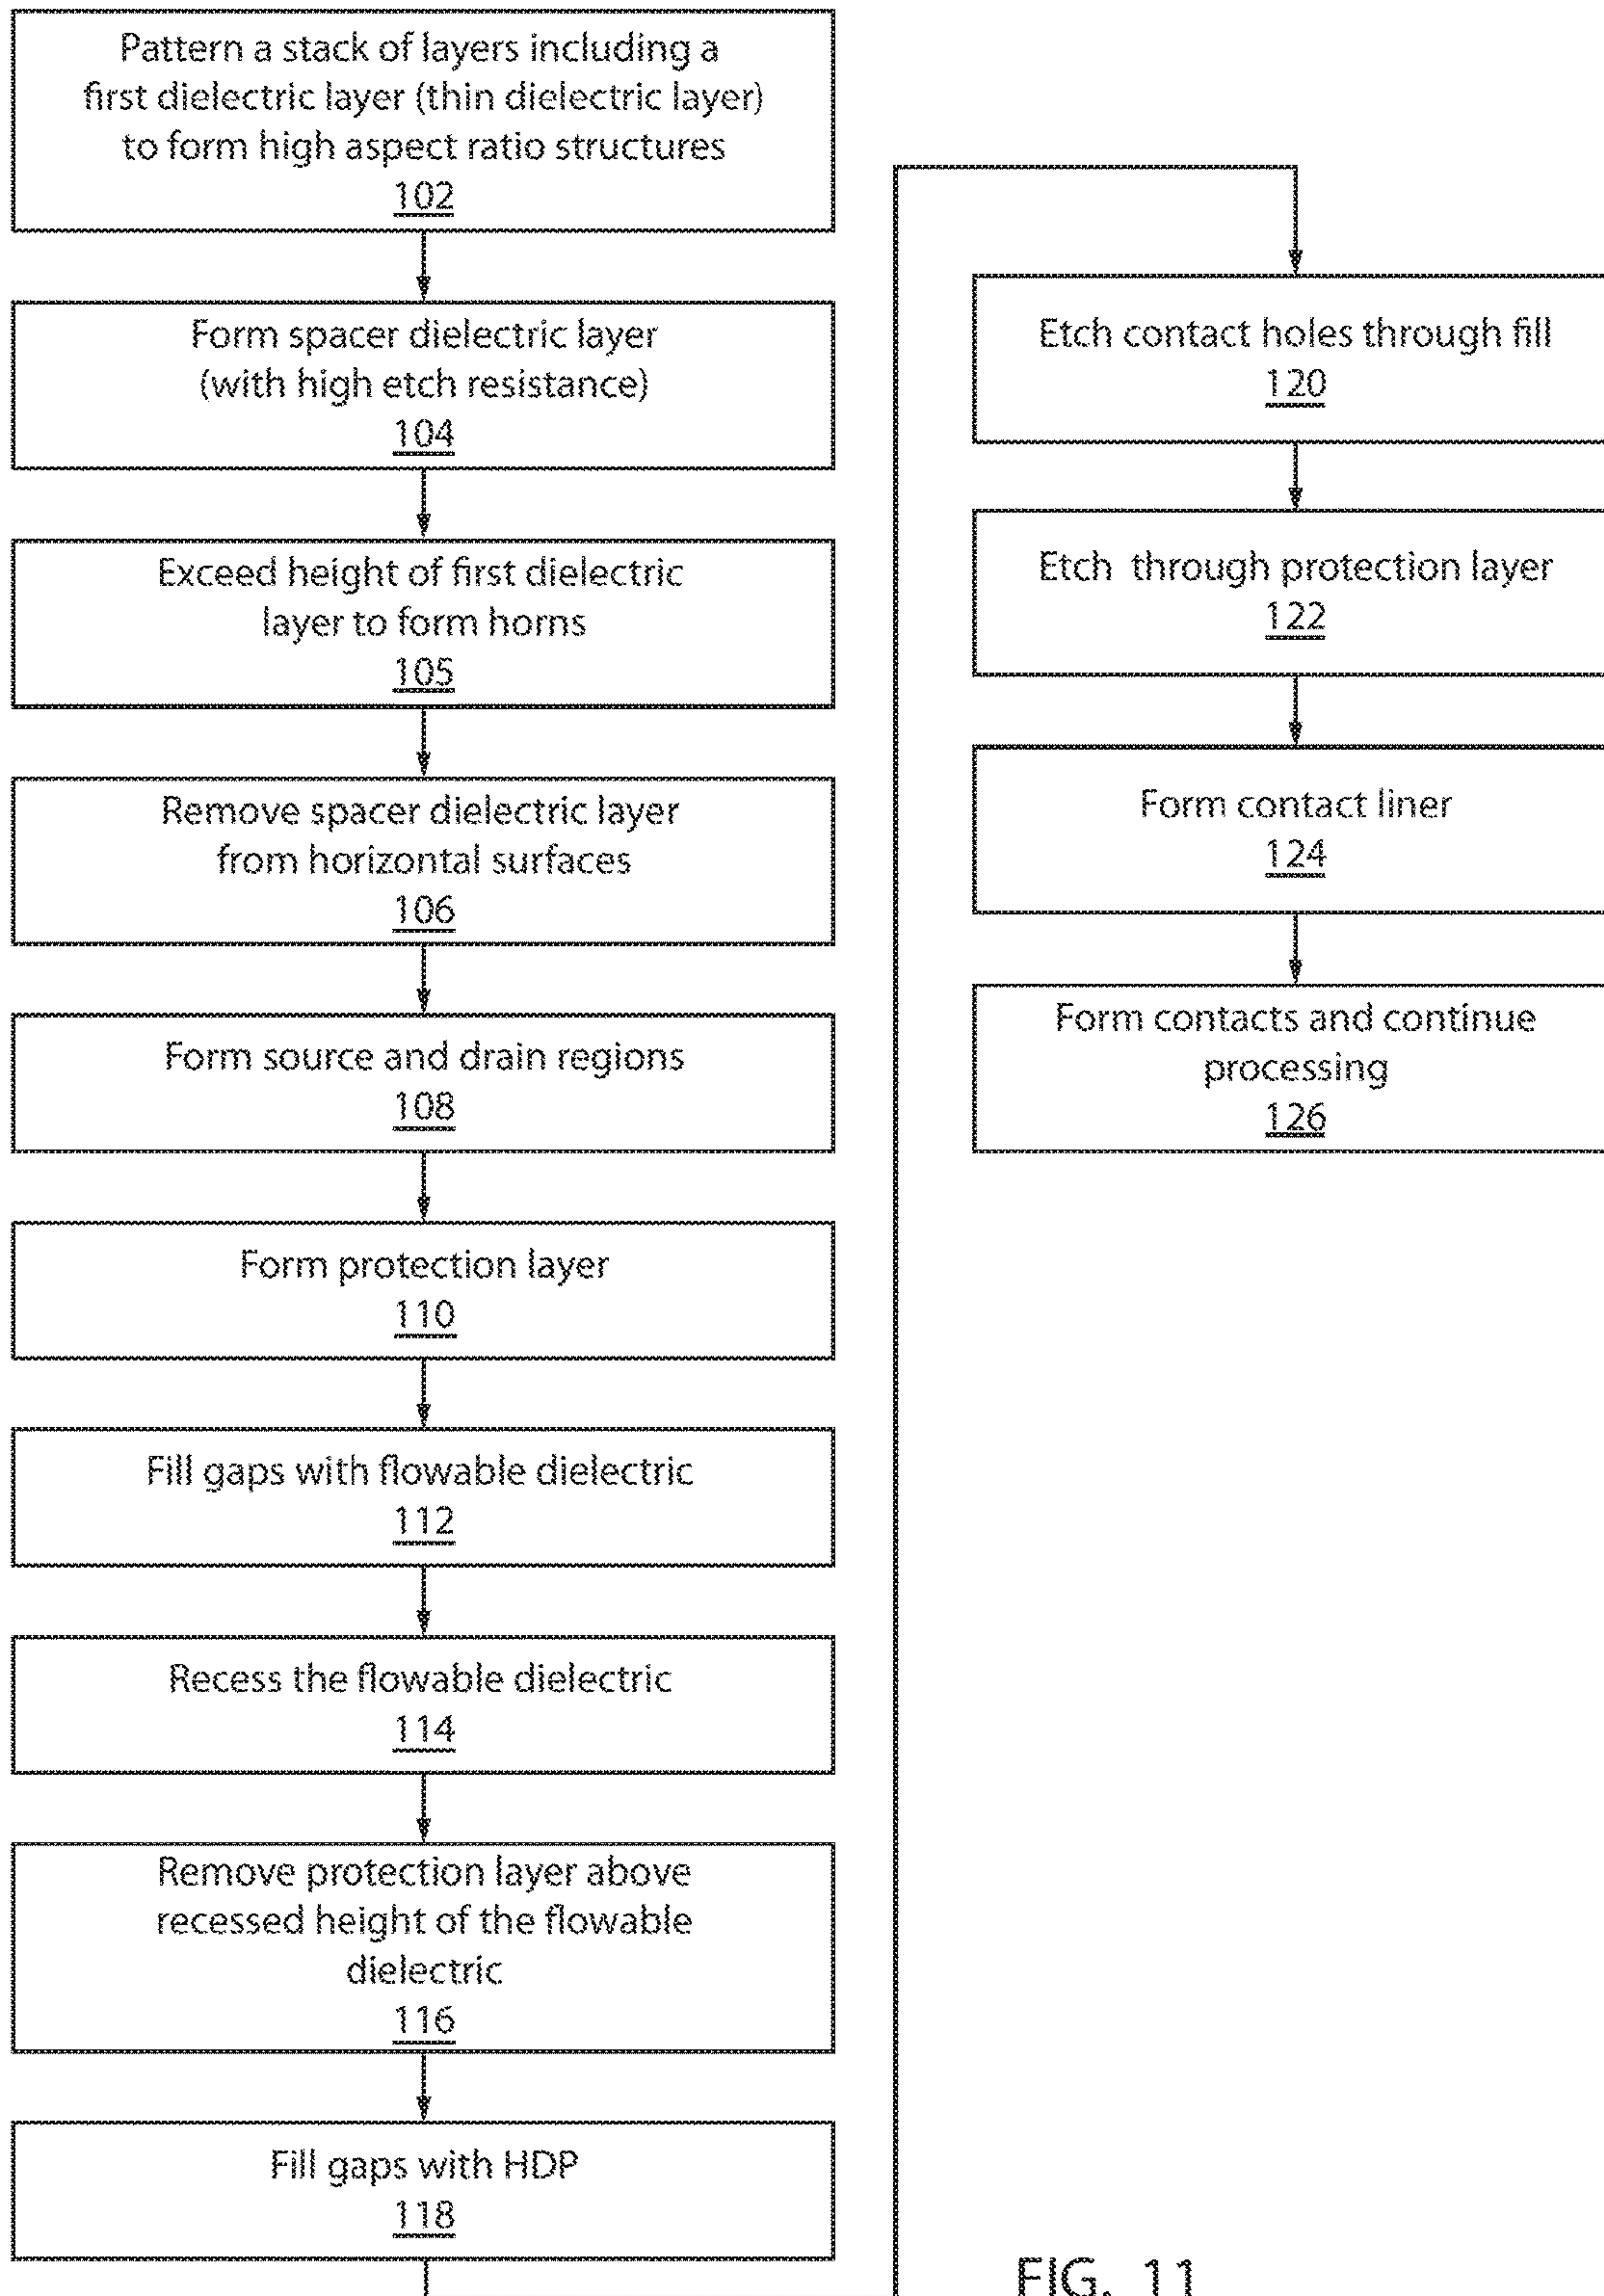 Pattern a stack of layers including a
first dielectric layer (thin dielectric layer)
to form high aspect ratio structures
102
Form spacer dielectric layer
(with high etch resistance)
104
Exceed height of first dielectric
layer to form horns
105
Remove spacer dielectric layer
from horizontal surfaces
106
Form source and drain regions
108
Form protection layer
110
Fill gaps with flowable dielectric
112
Recess the flowable dielectric
114
Remove protection layer above
recessed height of the flowable
dielectric
116
Fill gaps with HDP
118
Etch contact holes through fill
120
Etch through protection layer
122
Form contact liner
124
Form contacts and continue
processing
126
FIG. 11